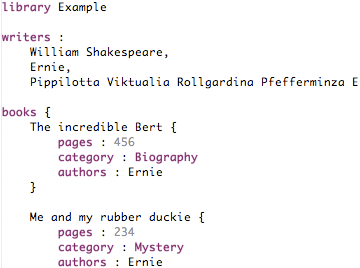 library Example
writers :
William Shakespeare,
Ernie,
Pippilotta Viktualia Rollgardina Pfefferminza E
books {
The incredible Bert {
pages : 456
category : Biography
authors : Ernie
}
Me and my rubber duckie {
pages : 234
category : Mystery
authors : Ernie